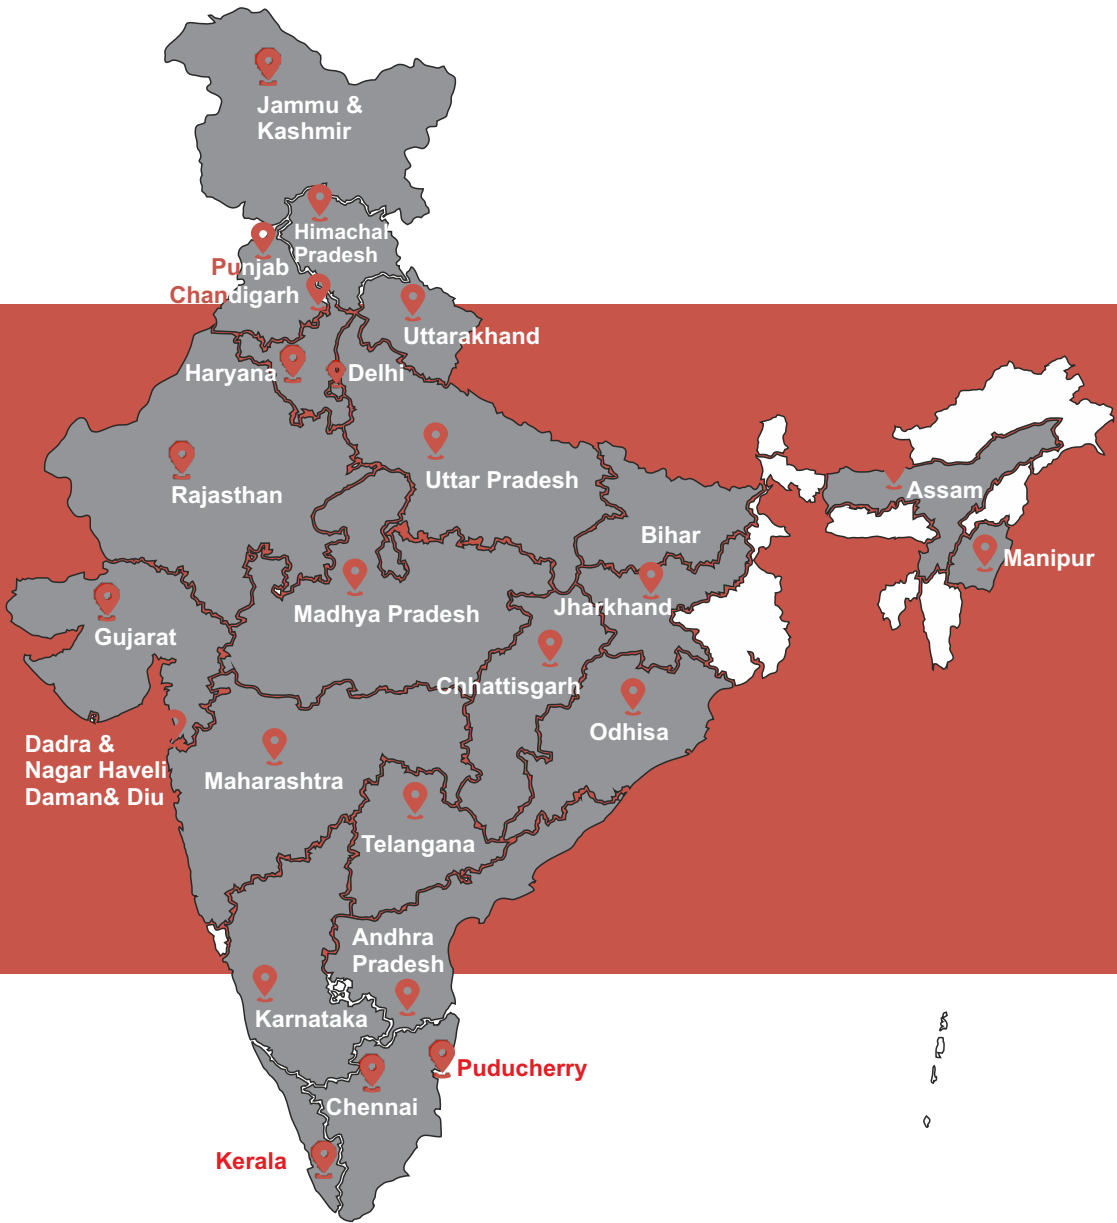 Jammu &
Kashmir
Himachal
Pradesh
Punjab
Chandigarh
Uttarakhand
Haryana
Delhi
Rajasthan
Uttar Pradesh
Assam
Bihar
Manipur
Jharkhand
Madhya Pradesh
Gujarat
Chhattisgarh
Odhisa
Dadra &
Nagar Haveli
Daman& Diu
Maharashtra
Telangana
Andhra
Pradesh
Karnataka
Puducherry
Chennai
Kerala